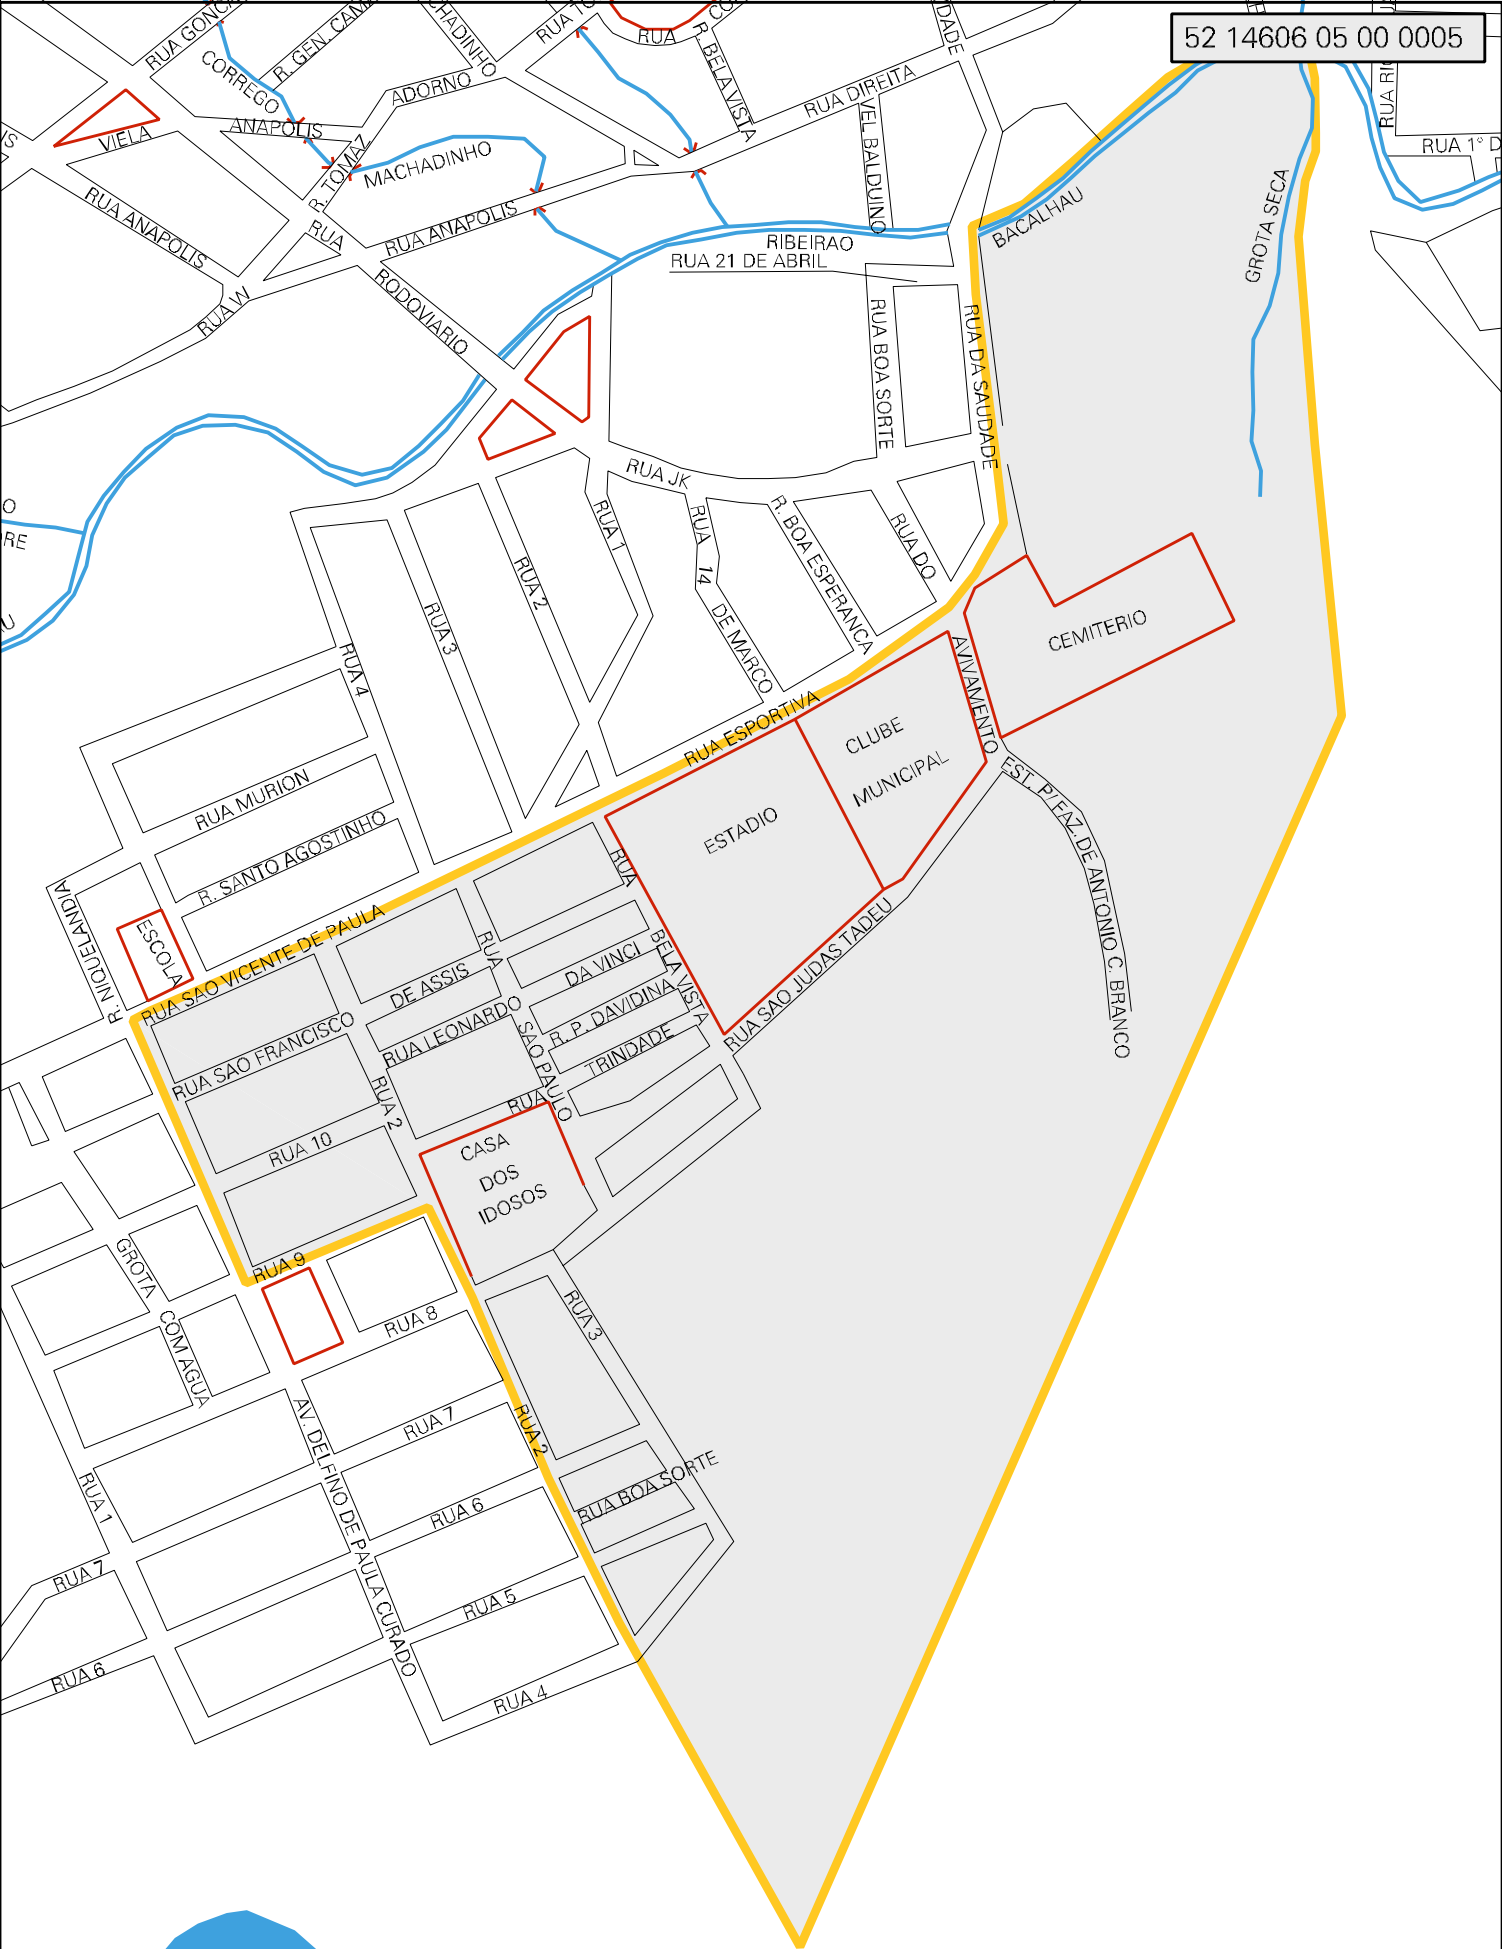 52 14606 05 00 0005
R. GEN. CAM
CORREGO
ADORNO
RUA
R. BELA VISTA
RUA DIREITA
ANAPOLIS
VIELA
R. TOMAZ
MACHADINHO
VEL BALDUINO
RUA 1° D
RUA ANAPOLIS
RUA
RUA ANAPOLIS
RIBEIRAO
BACALHAU
GROTA SECA
RUA 21 DE ABRIL
RUA W
RODOVIARIO
RUA BOA SORTE
RUA DA SAUDADE
RUA JK
RUA 1
RUA 14 DE MARCO
R. BOA ESPERANCA
RUA DO
RUA 2
RUA 3
RUA 4
CEMITERIO
AVIVAMENTO
RUA ESPORTIVA
CLUBE
MUNICIPAL
ESTADIO
EST. P/ FAZ. DE ANTONIO C. BRANCO
RUA MURION
R. SANTO AGOSTINHO
R. NIQUELANDIA
ESCOLA
RUA SAO VICENTE DE PAULA
RUA
BELA VISTA
RUA SAO JUDAS TADEU
RUA
SAO PAULO
DA VINCI
DE ASSIS
RUA LEONARDO
R. P. DAVIDINA
TRINDADE
RUA
RUA SAO FRANCISCO
RUA 2
RUA 10
CASA
DOS
IDOSOS
RUA 9
GROTA
COM AGUA
RUA 8
RUA 3
RUA 7
RUA 2
AV. DELFINO DE PAULA CURADO
RUA BOA SORTE
RUA 1
RUA 6
RUA 7
RUA 5
RUA 6
RUA 4